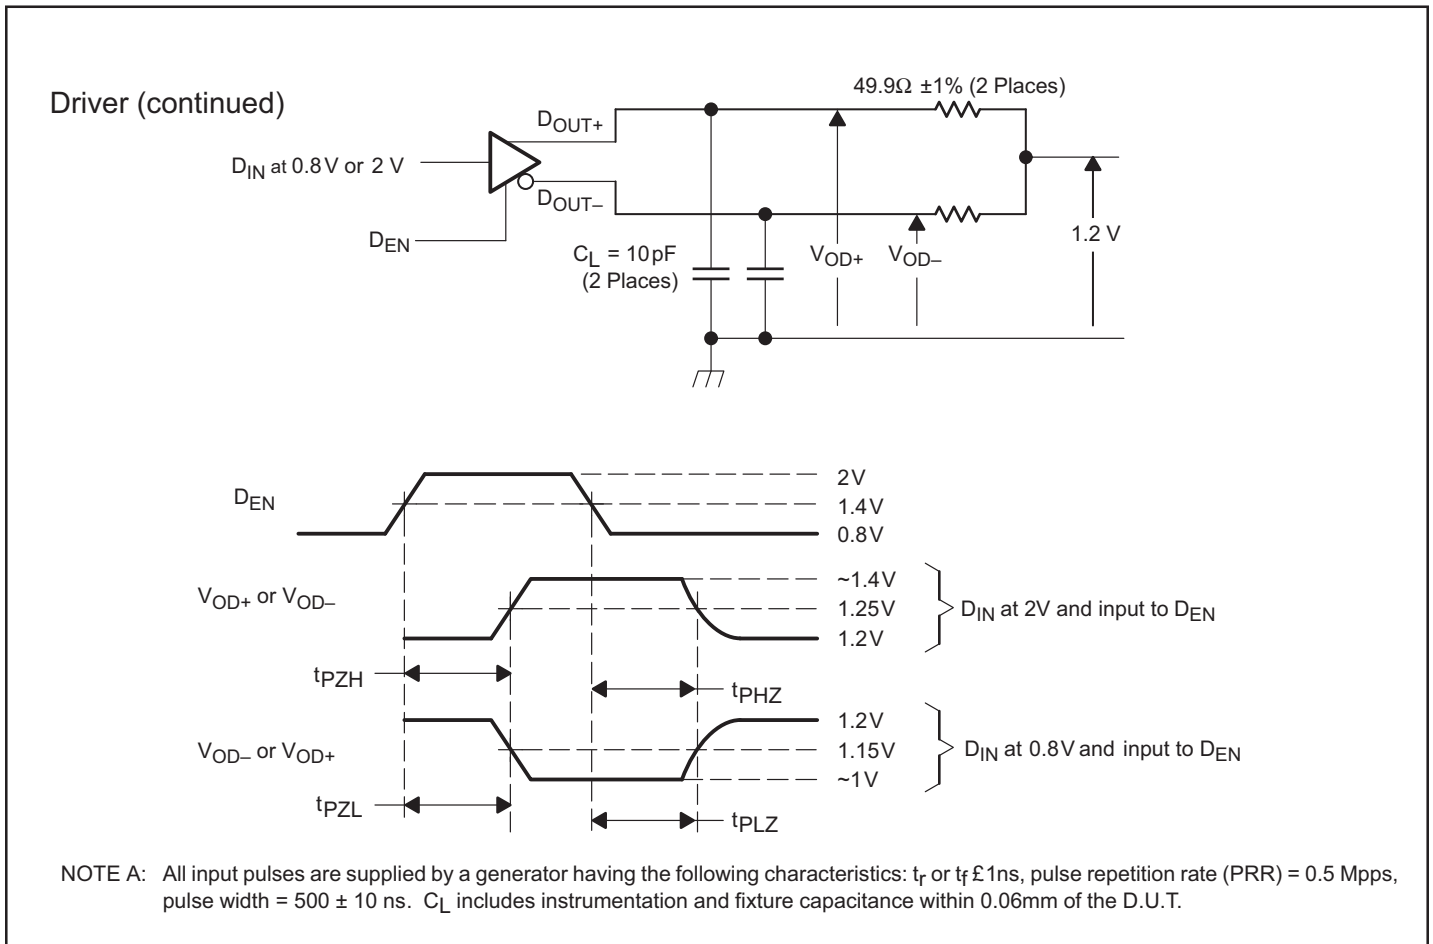 Driver (continued)
49.9Ω ±1% (2 Places)
DOUT+
DIN at 0.8V or 2 V
DOUT–
DEN
CL = 10pF
(2 Places)
VOD+
VOD–
1.2 V
DEN
2V
1.4V
0.8V
VOD+ or VOD–
~1.4V
1.25V
1.2V
DIN at 2V and input to DEN
tPZH
tPHZ
VOD– or VOD+
1.2V
1.15V
~1V
DIN at 0.8V and input to DEN
tPZL
tPLZ
NOTE A: All input pulses are supplied by a generator having the following characteristics: tr or tf £1ns, pulse repetition rate (PRR) = 0.5 Mpps,
pulse width = 500 ± 10 ns. CL includes instrumentation and fixture capacitance within 0.06mm of the D.U.T.